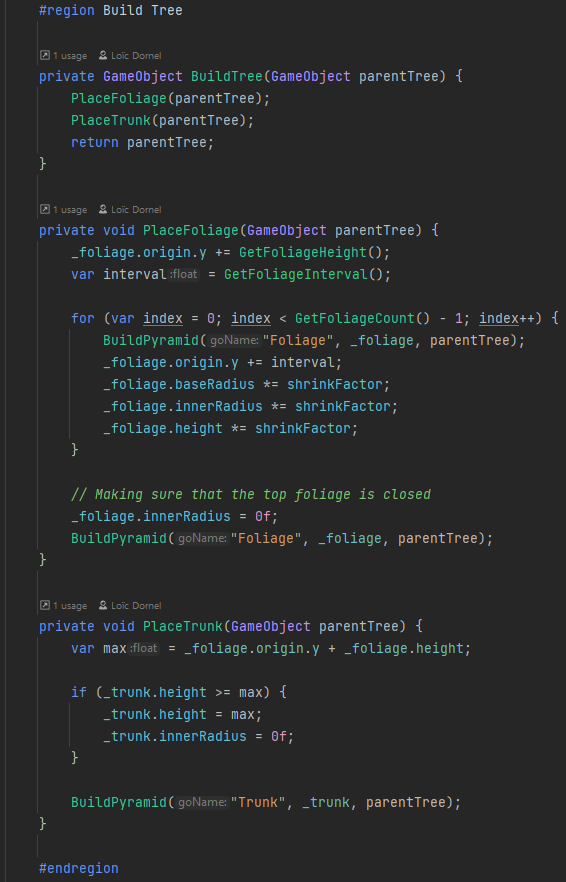 #region Build Tree
1 usage Loïc Dornel
private GameObject BuildTree(GameObject parentTree) {
PlaceFoliage(parentTree);
PlaceTrunk(parentTree);
return parentTree;
}
1 usage Loïc Dornel
private void PlaceFoliage(GameObject parentTree) {
_foliage.origin.y += GetFoliageHeight();
var interval :float = GetFoliageInterval();
for (var index = 0; index < GetFoliageCount() - 1; index++) {
BuildPyramid( goName: "Foliage", _foliage, parentTree);
_foliage.origin.y += interval;
_foliage.baseRadius *= shrinkFactor;
_foliage.innerRadius *= shrinkFactor;
_foliage.height *= shrinkFactor;
}
// Making sure that the top foliage is closed
_foliage.innerRadius = 0f;
BuildPyramid( goName: "Foliage", _foliage, parentTree);
}
1 usage Loïc Dornel
private void PlaceTrunk(GameObject parentTree) {
var max :float = _foliage.origin.y + _foliage.height;
if (_trunk.height >= max) {
_trunk.height = max;
_trunk.innerRadius = 0f;
}
BuildPyramid( goName: "Trunk", _trunk, parentTree);
}
#endregion